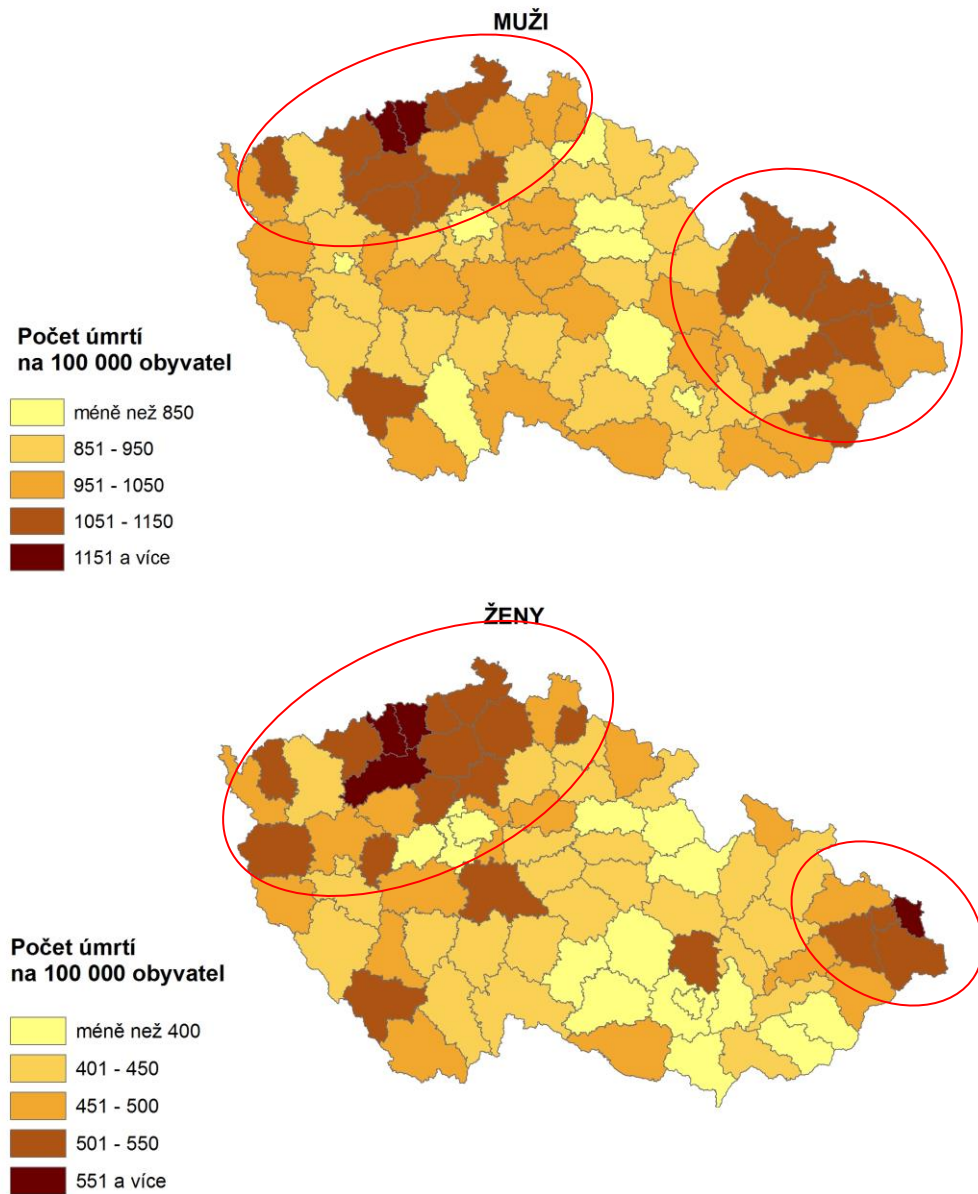 MUŽI
Počet úmrtí
na 100 000 obyvatel
méně než 850
851 - 950
951 - 1050
1051 - 1150
1151 a více
ŽENY
Počet úmrtí
na 100 000 obyvatel
méně než 400
401 - 450
451 - 500
501 - 550
551 a více